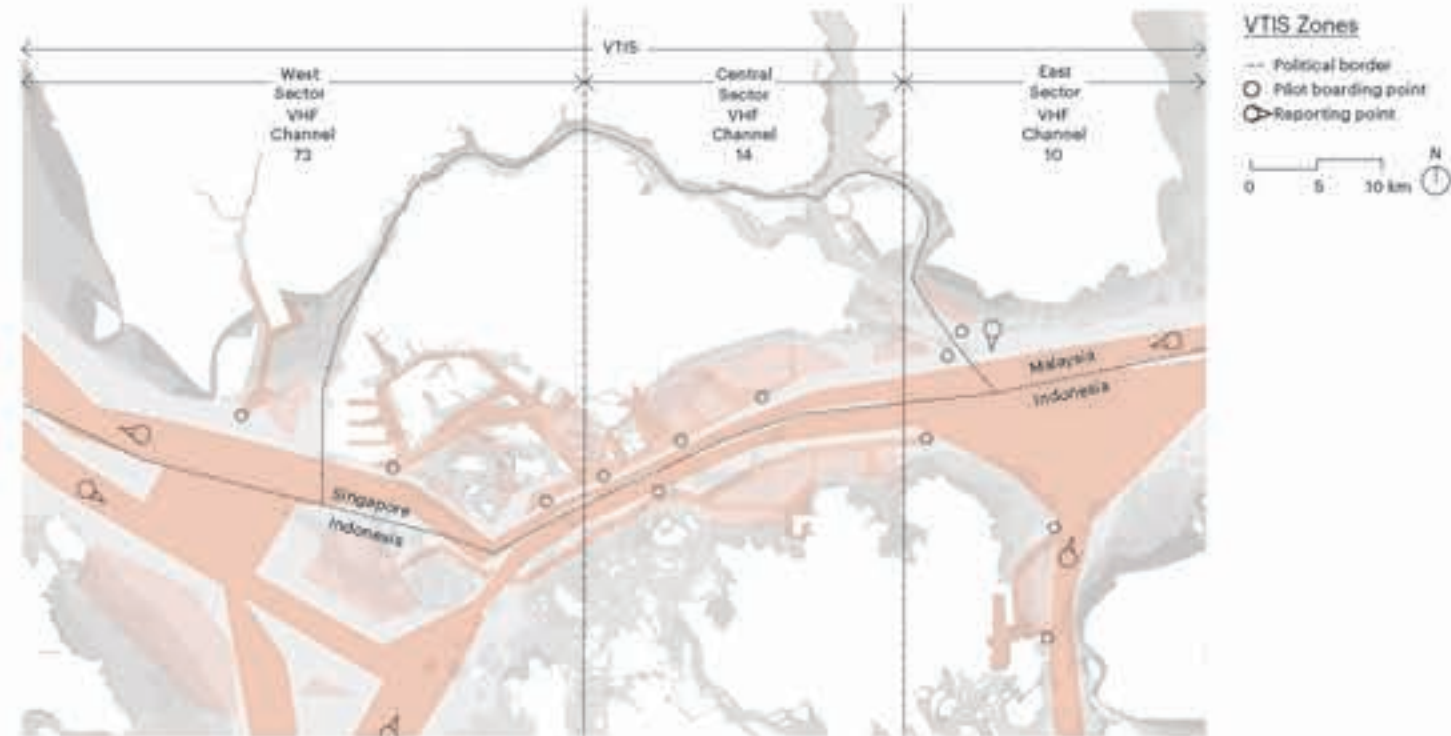 VTIS
West
Sector
VHF
Channel
73
Central
Sector
VHF
Channel
14
East
Sector
VHF
Channel
10
VTIS Zones
Political border
Pilot boarding point
Reporting point
0 5 10 km
N
Malaysia
Indonesia
Singapore
Indonesia